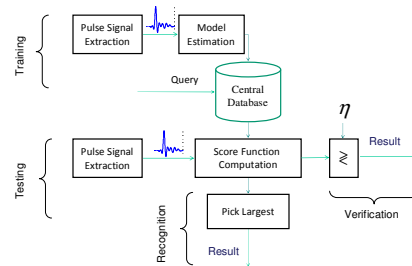 Pulse Signal
Extraction
Model
Estimation
Training
Query
Central
Database
η
Pulse Signal
Extraction
Score Function
Computation
≷
Result
Testing
Pick Largest
Verification
Recognition
Result